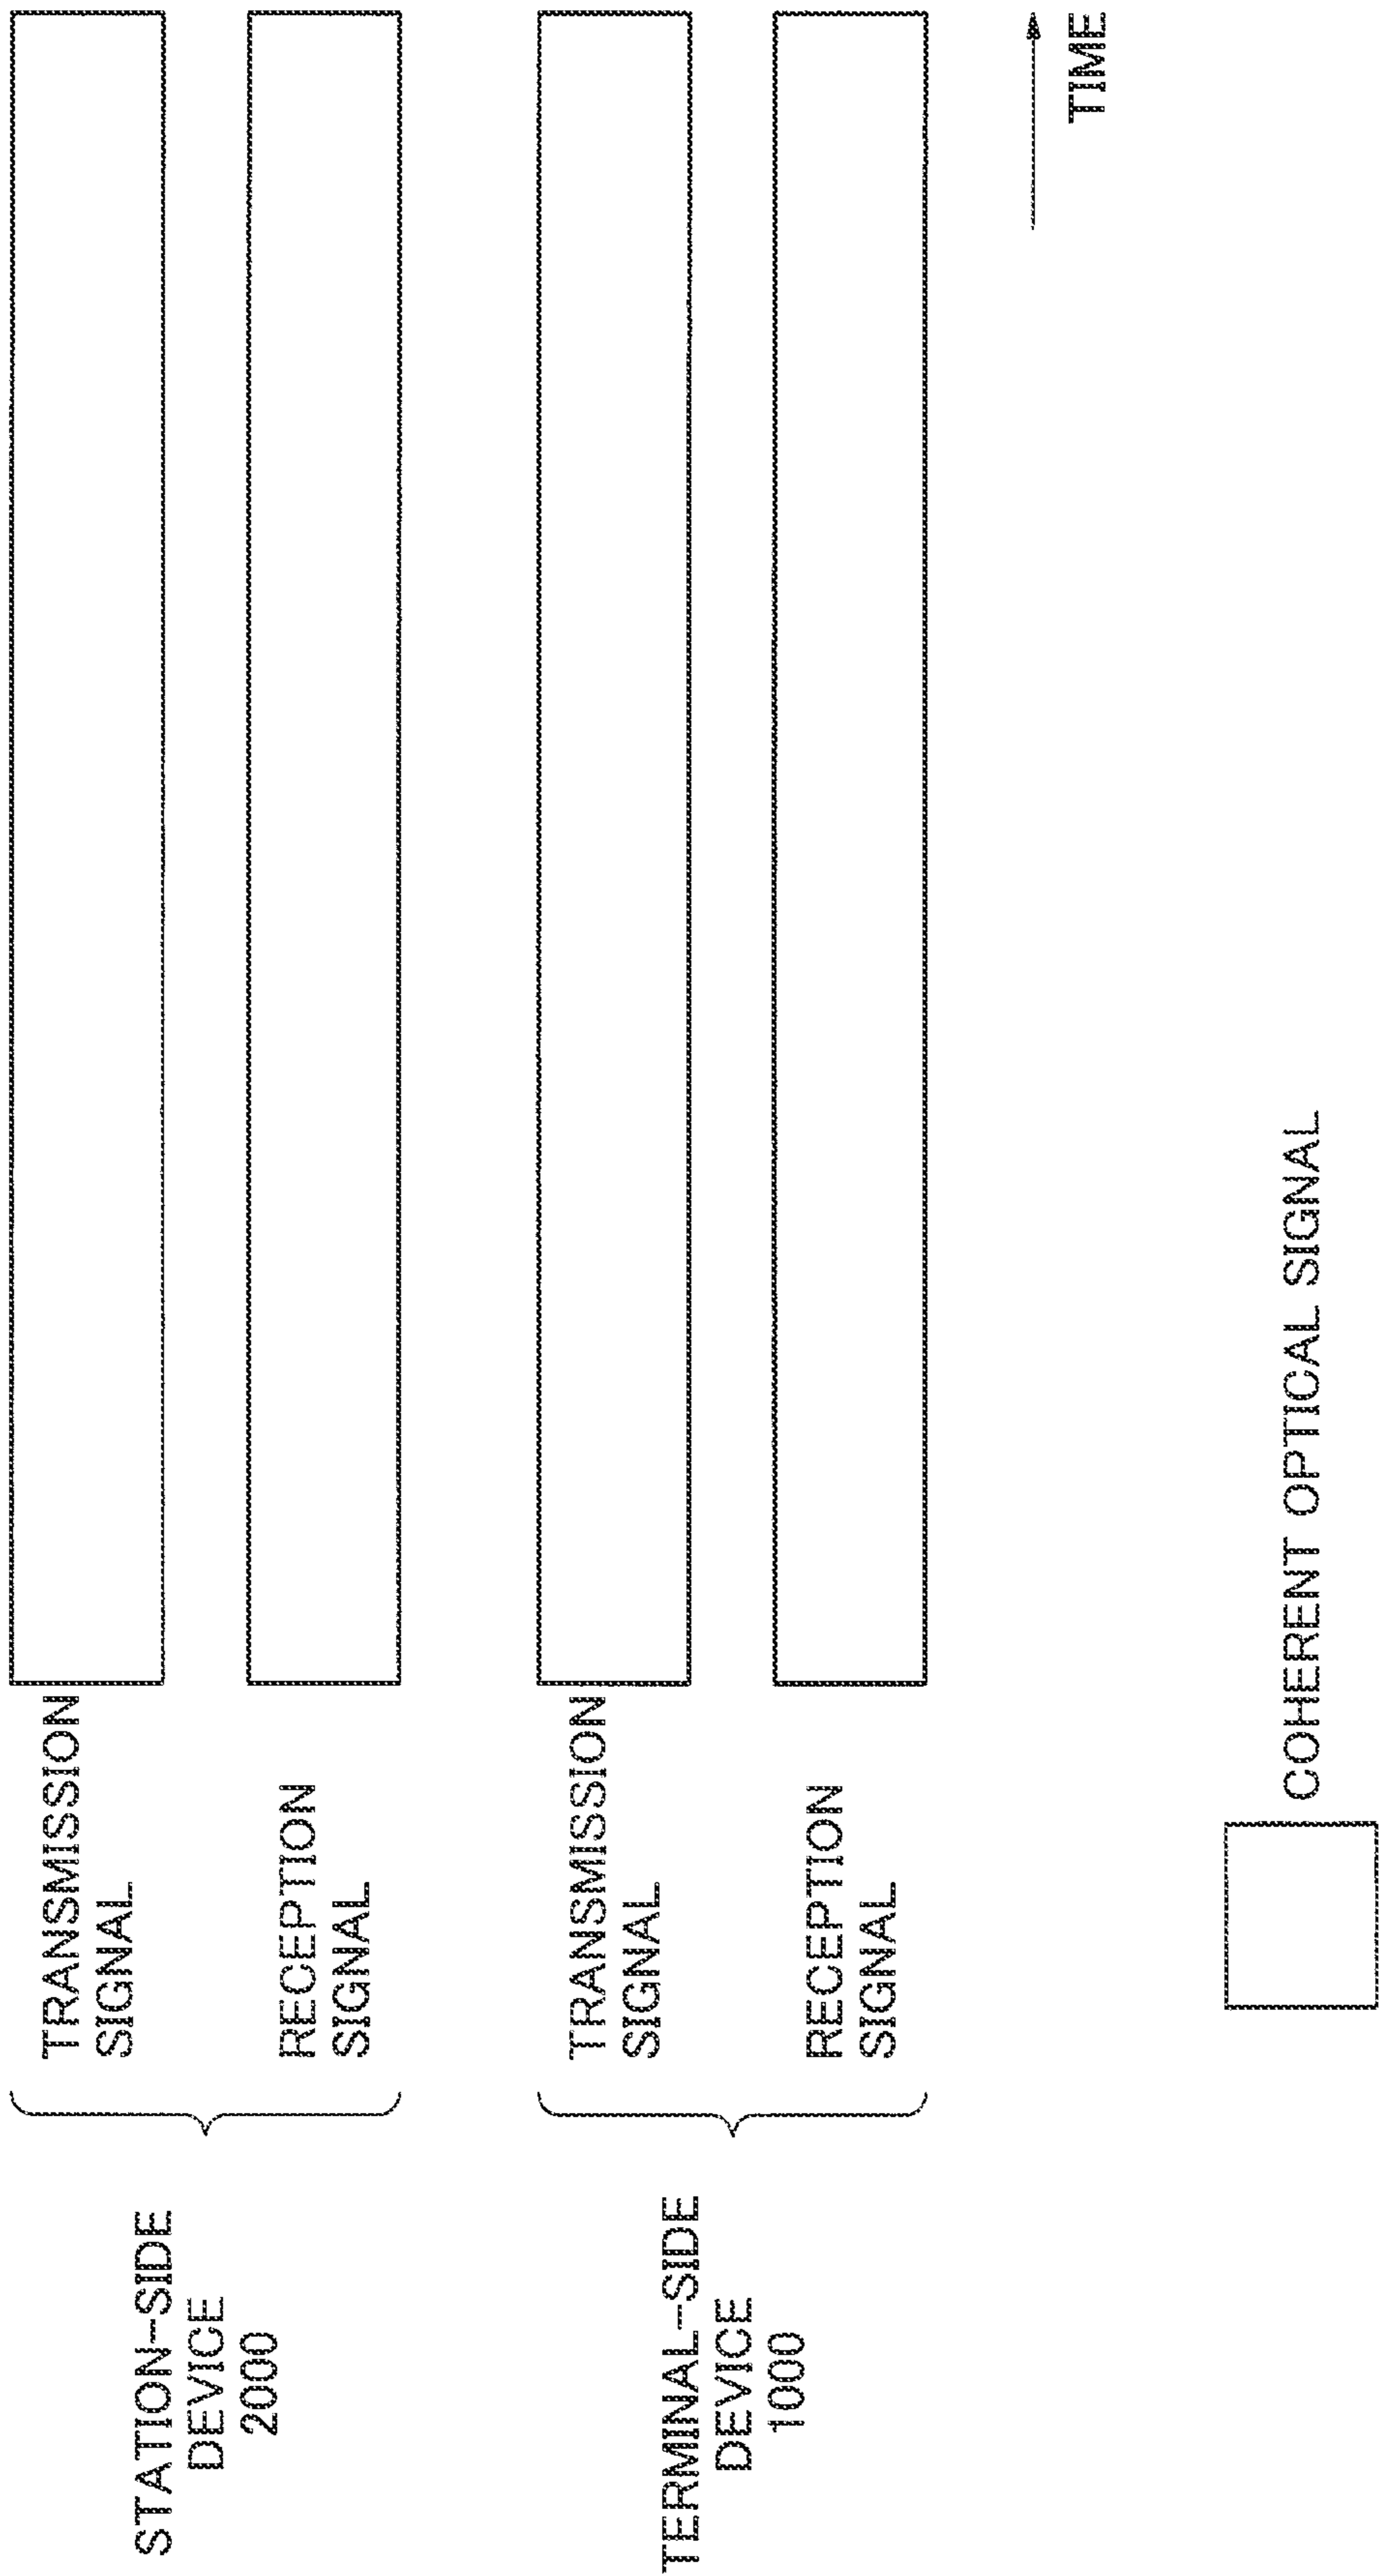 STATION-SIDE
DEVICE
2000
TRANSMISSION
SIGNAL
RECEPTION
SIGNAL
TERMINAL-SIDE
DEVICE
1000
TRANSMISSION
SIGNAL
RECEPTION
SIGNAL
TIME
COHERENT OPTICAL SIGNAL